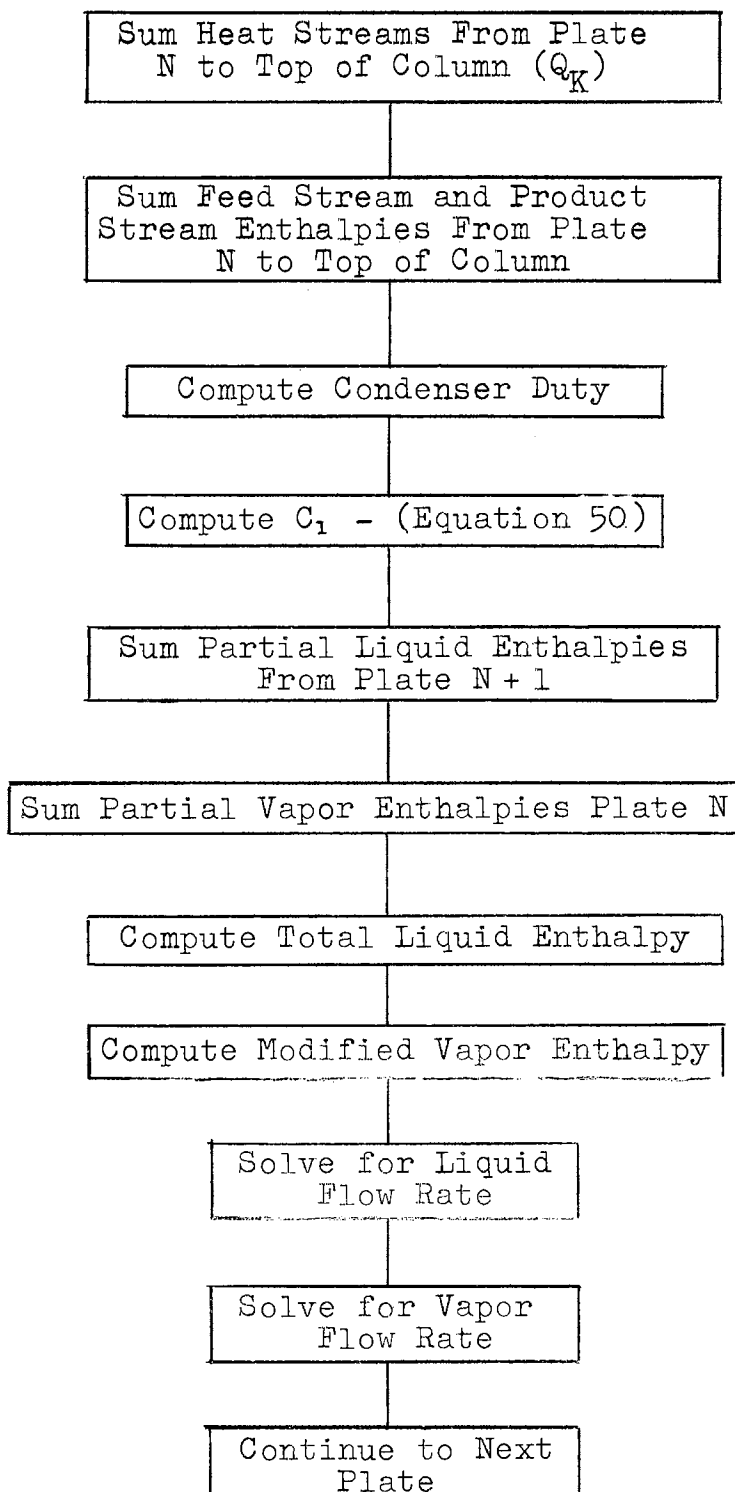 Sum Heat Streams From Plate
N to Top of Column (Q_K)
Sum Feed Stream and Product
Stream Enthalpies From Plate
N to Top of Column
Compute Condenser Duty
Compute C₁ - (Equation 50)
Sum Partial Liquid Enthalpies
From Plate N + 1
Sum Partial Vapor Enthalpies Plate N
Compute Total Liquid Enthalpy
Compute Modified Vapor Enthalpy
Solve for Liquid
Flow Rate
Solve for Vapor
Flow Rate
Continue to Next
Plate